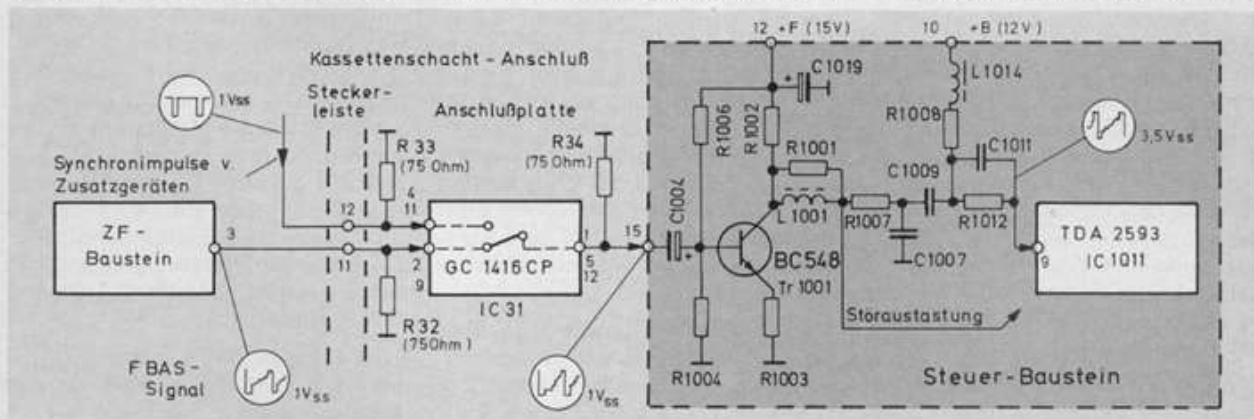 12 +F (15V)
10 +B (12V)
Kassettenschacht - Anschluß
Stecker-
leiste
Anschlußplatte
1Vss
Synchronimpulse v.
Zusatzgeräten
R 33
(75 Ohm)
R34
(75 Ohm)
R1006
R1002
C1019
L1014
R1008
R1001
C1011
3,5Vss
C1004
C1009
ZF -
Baustein
3
12
11
4
11
2
9
GC 1416 CP
1
5
12
15
L 1001
R1007
C1007
R1012
BC548
Tr 1001
TDA 2593
IC 1011
9
IC 31
R32
(75Ohm)
Störaustastung
FBAS -
Signal
1Vss
1Vss
R1004
R1003
Steuer-Baustein